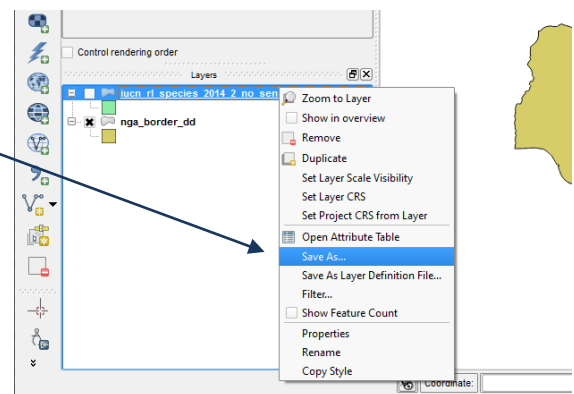 Control rendering order
Layers
iucn_rl_species_2014_2_no_sen
nga_border_dd
Zoom to Layer
Show in overview
Remove
Duplicate
Set Layer Scale Visibility
Set Layer CRS
Set Project CRS from Layer
Open Attribute Table
Save As...
Save As Layer Definition File...
Filter...
Show Feature Count
Properties
Rename
Copy Style
Coordinate: